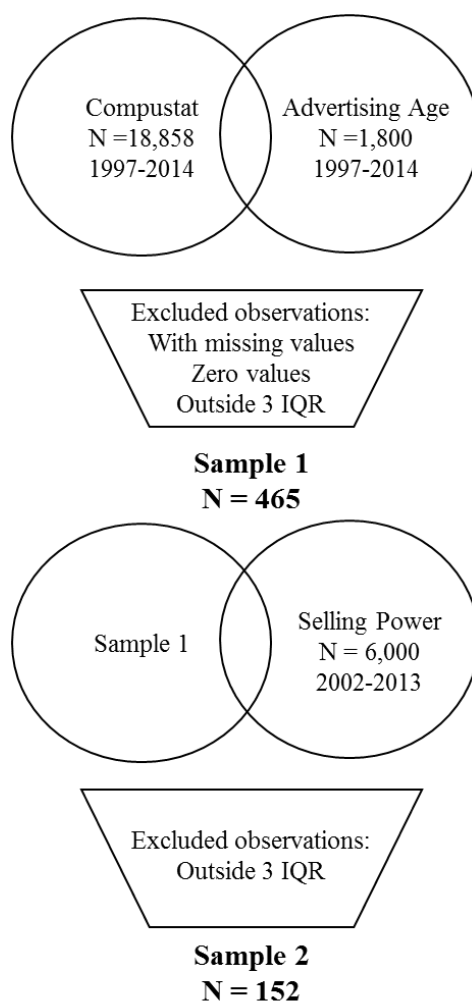 Compustat
N =18,858
1997-2014
Advertising Age
N =1,800
1997-2014
Excluded observations:
With missing values
Zero values
Outside 3 IQR
Sample 1
N = 465
Sample 1
Selling Power
N = 6,000
2002-2013
Excluded observations:
Outside 3 IQR
Sample 2
N = 152